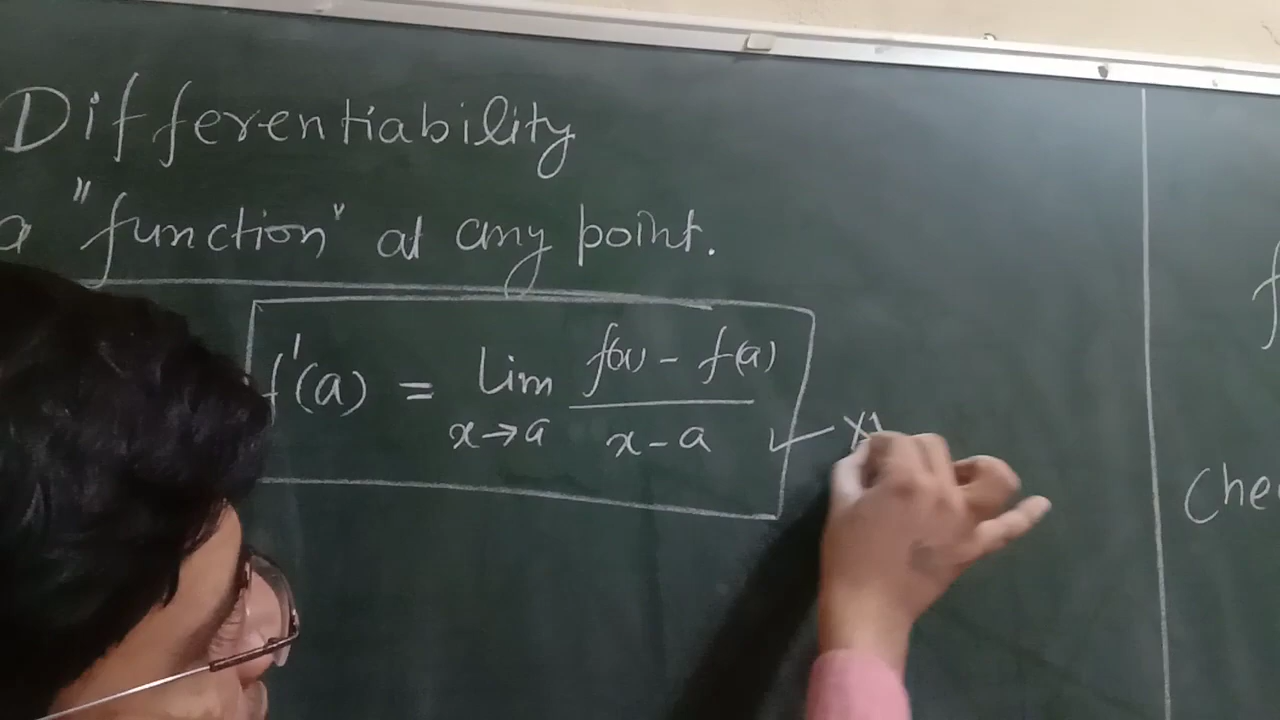 Differentiability
a "function" at any point.
f'(a) = Lim x→a f(x) - f(a) / x - a
f
Che